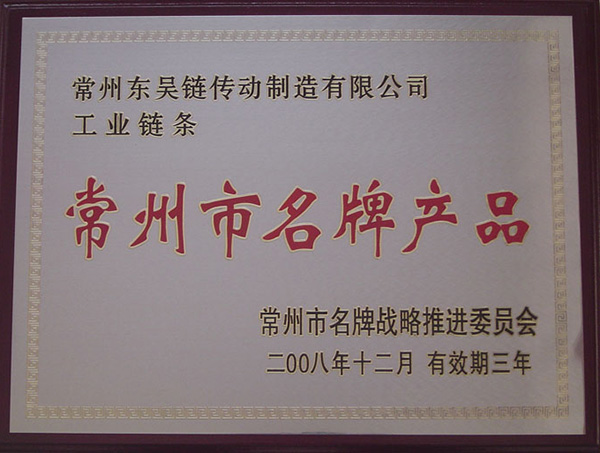 常州东吴链传动制造有限公司
工业链条
常州市名牌产品
常州市名牌战略推进委员会
二〇〇八年十二月 有效期三年